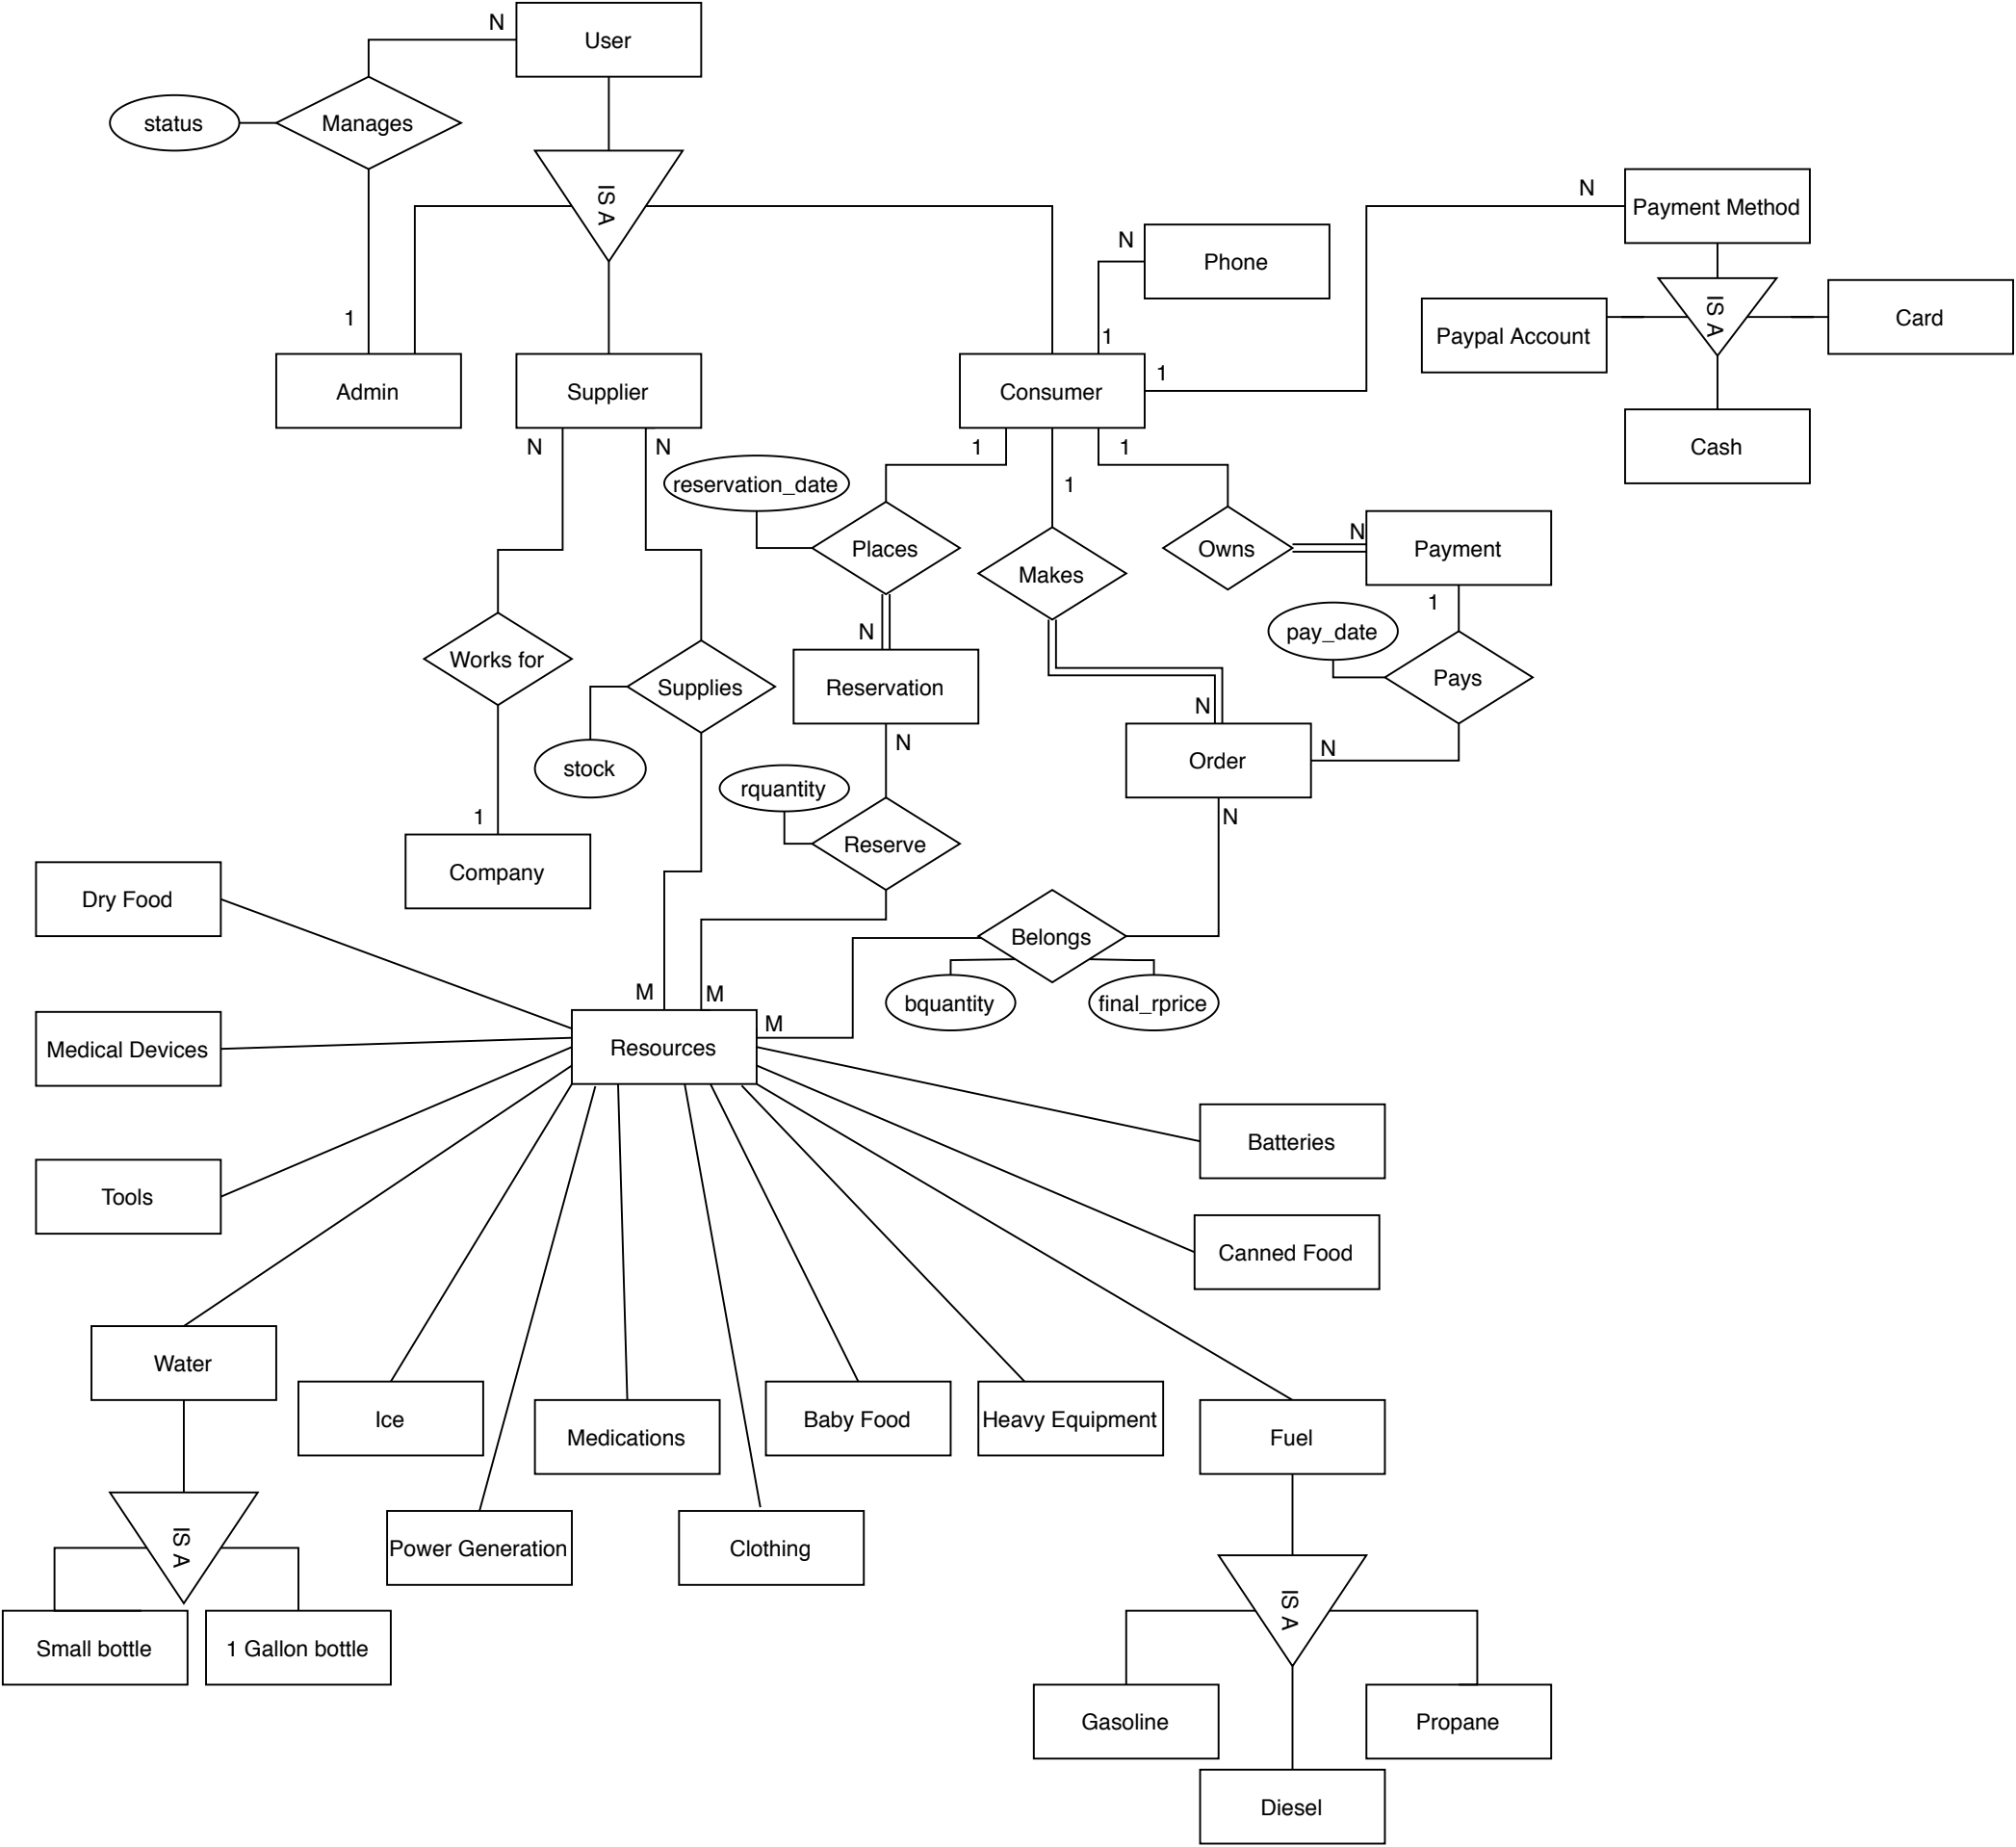 N
User
status
Manages
IS A
N
Payment Method
N
Phone
IS A
Paypal Account
Card
1
1
Admin
Supplier
Consumer
1
Cash
N
N
1
1
reservation_date
1
Places
Makes
Owns
N
Payment
1
pay_date
N
Works for
Supplies
Reservation
Pays
N
N
N
stock
Order
rquantity
N
1
Reserve
Company
Dry Food
Belongs
M
M
bquantity
final_rprice
M
Medical Devices
Resources
Batteries
Tools
Canned Food
Water
Ice
Medications
Baby Food
Heavy Equipment
Fuel
IS A
Power Generation
Clothing
IS A
Small bottle
1 Gallon bottle
Gasoline
Propane
Diesel